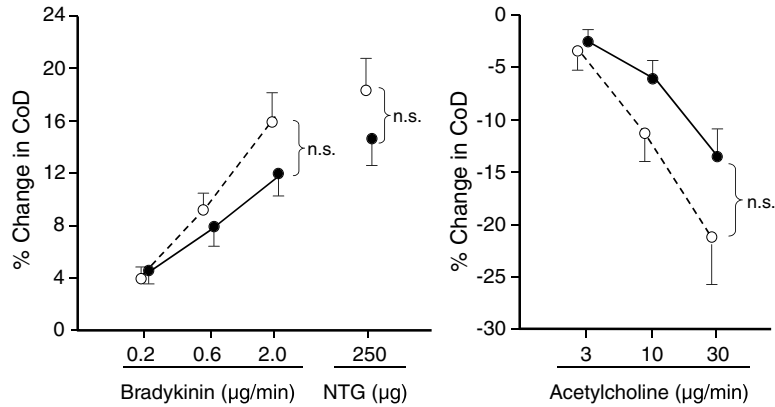 % Change in CoD
24
20
16
12
8
4
0
n.s.
n.s.
0.2 0.6 2.0 250
Bradykinin (µg/min) NTG (µg)
% Change in CoD
0
-5
-10
-15
-20
-25
-30
n.s.
3 10 30
Acetylcholine (µg/min)